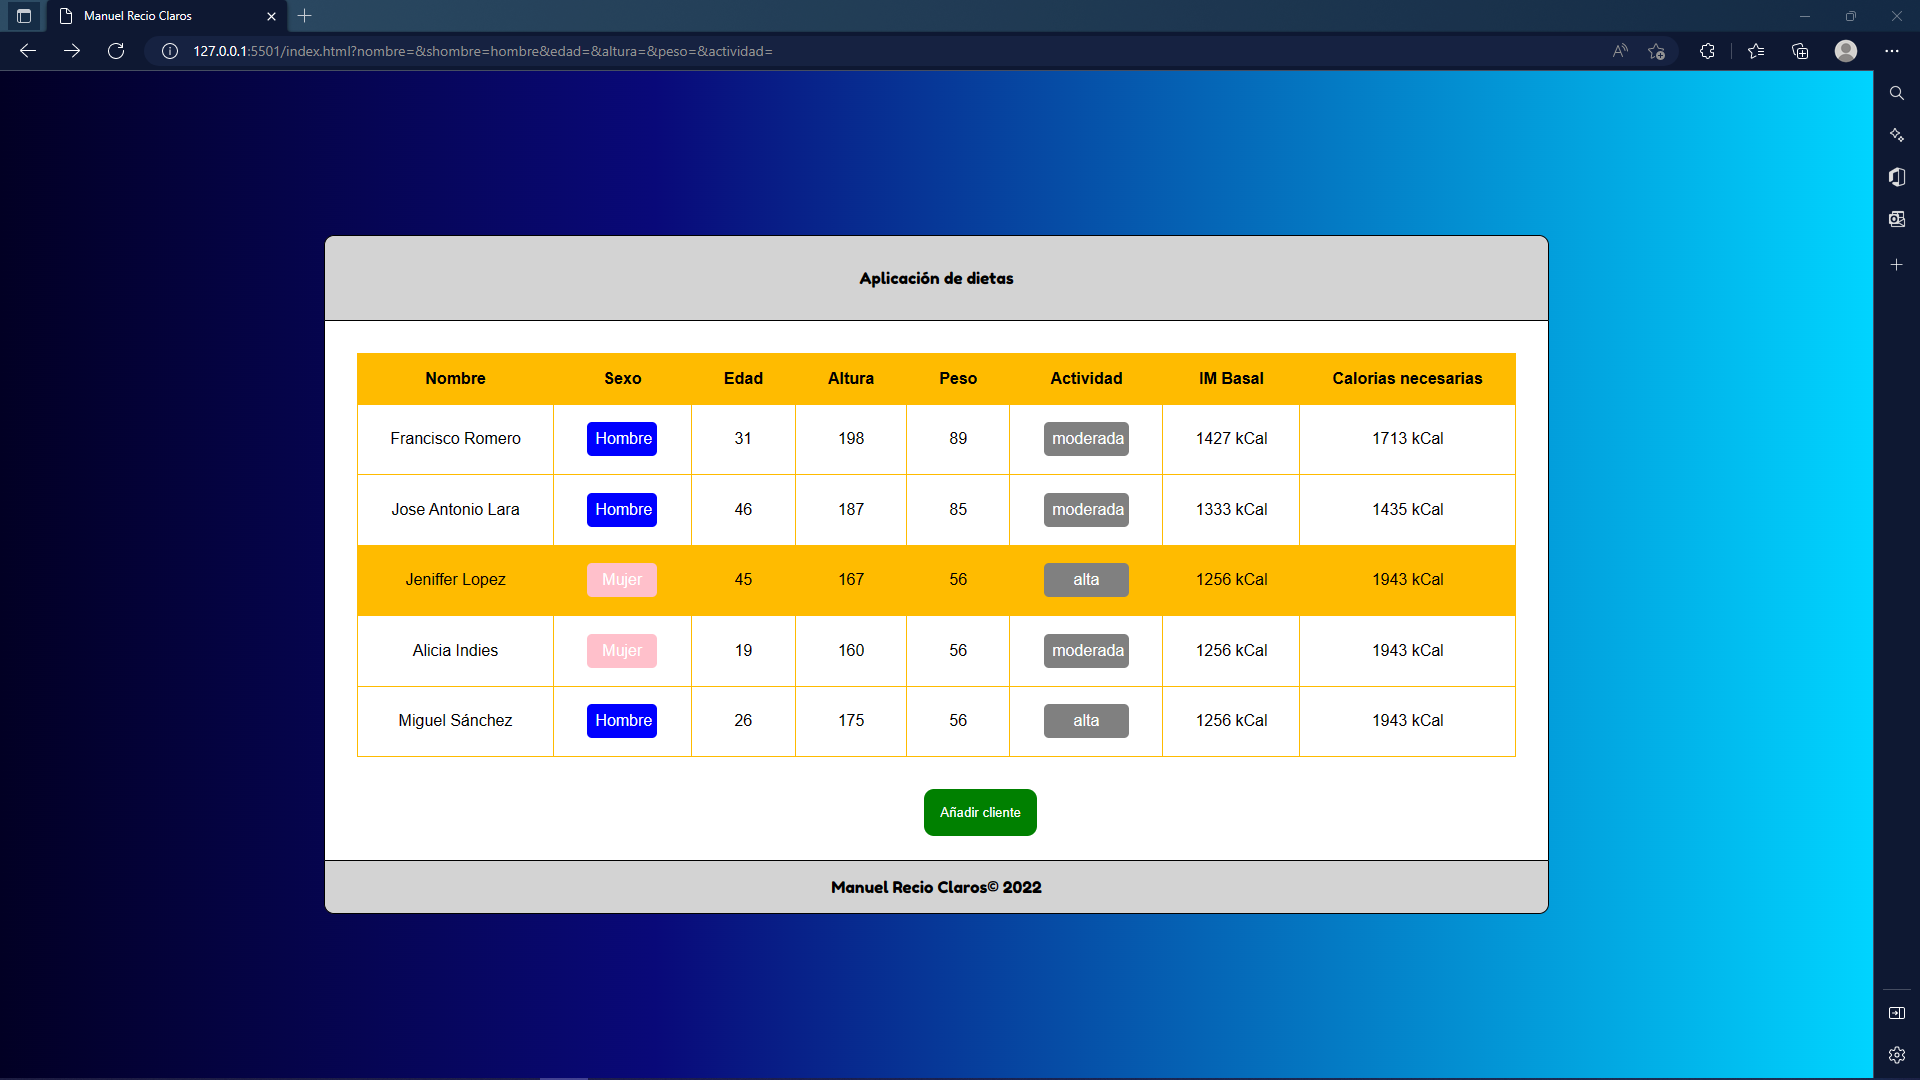 Manuel Recio Claros
127.0.0.1:5501/index.html?nombre=&shombre=hombre&edad=&altura=&peso=&actividad=
Aplicación de dietas
Nombre Sexo Edad Altura Peso Actividad IM Basal Calorias necesarias
Francisco Romero Hombre 31 198 89 moderada 1427 kCal 1713 kCal
Jose Antonio Lara Hombre 46 187 85 moderada 1333 kCal 1435 kCal
Jeniffer Lopez Mujer 45 167 56 alta 1256 kCal 1943 kCal
Alicia Indies Mujer 19 160 56 moderada 1256 kCal 1943 kCal
Miguel Sánchez Hombre 26 175 56 alta 1256 kCal 1943 kCal
Añadir cliente
Manuel Recio Claros© 2022